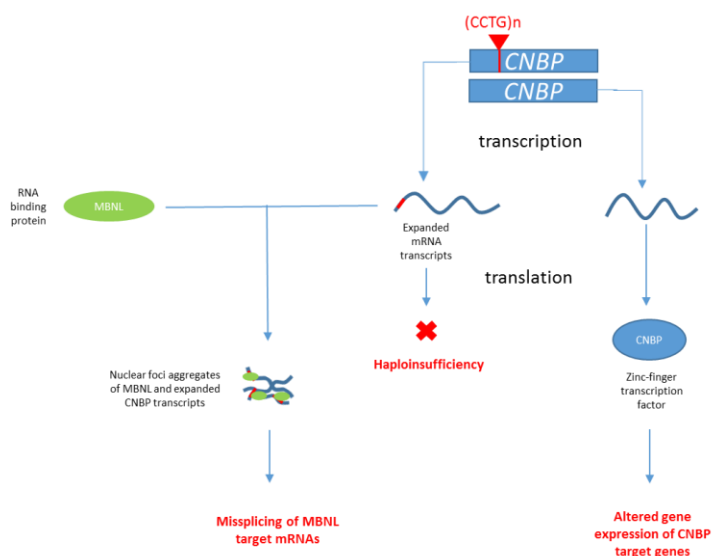 (CCTG)n
CNBP
CNBP
transcription
RNA
binding
protein
MBNL
Expanded
mRNA
transcripts
translation
CNBP
Haploinsufficiency
Nuclear foci aggregates
of MBNL and expanded
CNBP transcripts
Zinc-finger
transcription
factor
Missplicing of MBNL
target mRNAs
Altered gene
expression of CNBP
target genes